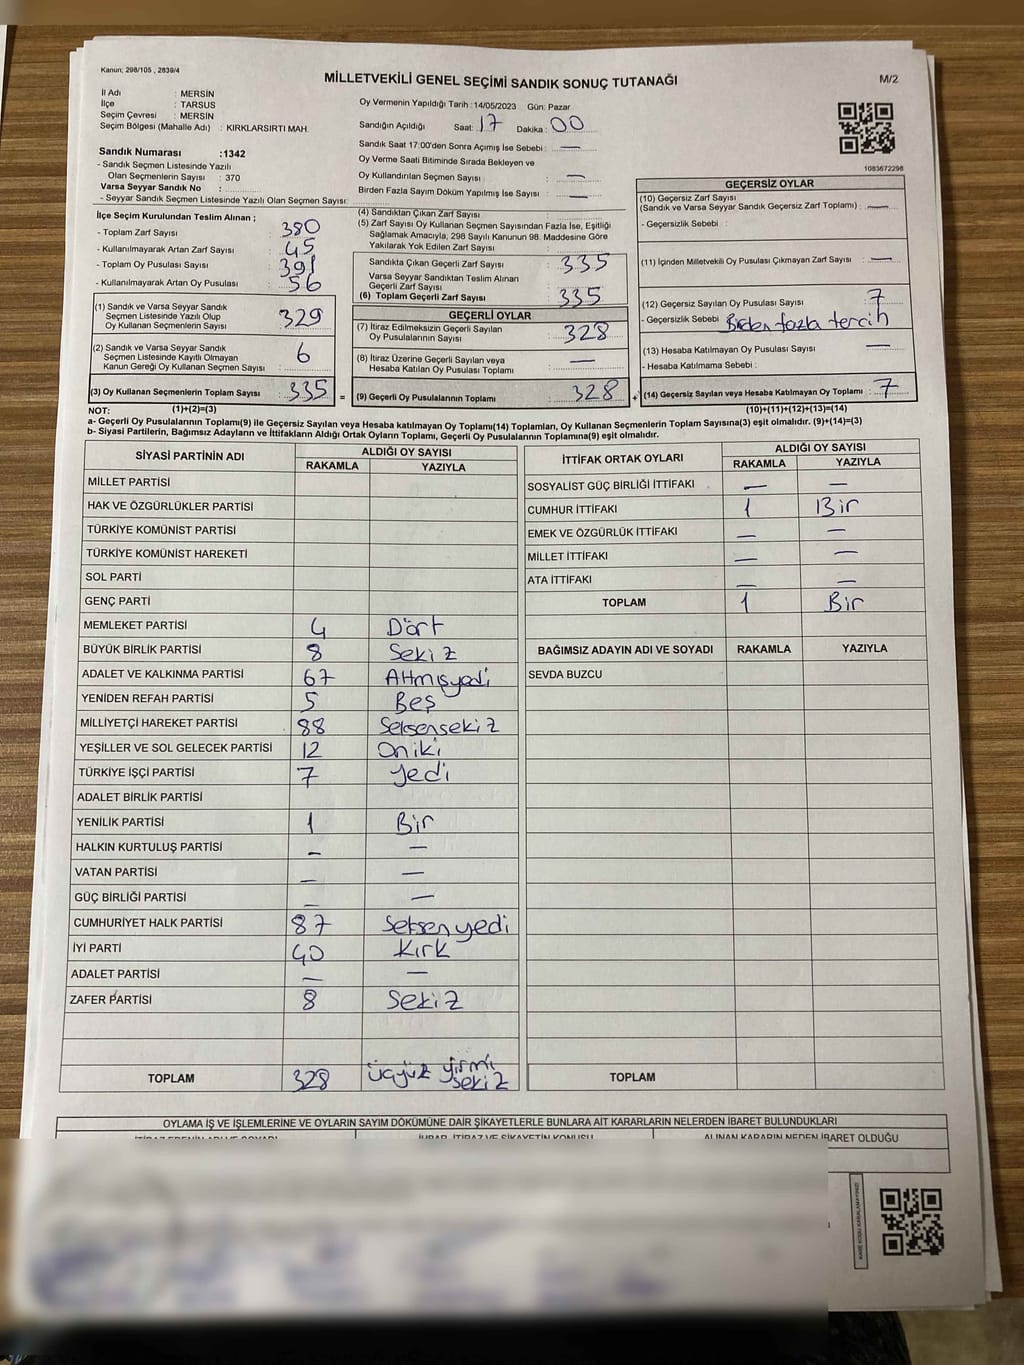 Kanun: 298/105 , 2839/4
MİLLETVEKİLİ GENEL SEÇİMİ SANDIK SONUÇ TUTANAĞI
M/2
İl Adı : MERSİN
İlçe : TARSUS
Seçim Çevresi : MERSİN
Seçim Bölgesi (Mahalle Adı) : KIRKLARSIRTI MAH.
Sandık Numarası :1342
- Sandık Seçmen Listesinde Yazılı
Olan Seçmenlerin Sayısı : 370
Varsa Seyyar Sandık No :
- Seyyar Sandık Seçmen Listesinde Yazılı Olan Seçmen Sayısı:
Oy Vermenin Yapıldığı Tarih :14/05/2023 Gün: Pazar
Sandığın Açıldığı Saat: 17 Dakika: 00
Sandık Saat 17:00'den Sonra Açımış İse Sebebi : —
Oy Verme Saati Bitiminde Sırada Bekleyen ve
Oy Kullandırılan Seçmen Sayısı : —
Birden Fazla Sayım Döküm Yapılmış İse Sayısı : —
1083672298
İlçe Seçim Kurulundan Teslim Alınan ;
- Toplam Zarf Sayısı : 380
- Kullanılmayarak Artan Zarf Sayısı : 45
- Toplam Oy Pusulası Sayısı : 391
- Kullanılmayarak Artan Oy Pusulası : 56
(1) Sandık ve Varsa Seyyar Sandık
Seçmen Listesinde Yazılı Olup
Oy Kullanan Seçmenlerin Sayısı : 329
(2) Sandık ve Varsa Seyyar Sandık
Seçmen Listesinde Kayıtlı Olmayan
Kanun Gereği Oy Kullanan Seçmen Sayısı : 6
(3) Oy Kullanan Seçmenlerin Toplam Sayısı : 335
(4) Sandıktan Çıkan Zarf Sayısı :
(5) Zarf Sayısı Oy Kullanan Seçmen Sayısından Fazla İse, Eşitliği
Sağlamak Amacıyla, 298 Sayılı Kanunun 98. Maddesine Göre
Yakılarak Yok Edilen Zarf Sayısı :
Sandıkta Çıkan Geçerli Zarf Sayısı : 335
Varsa Seyyar Sandıktan Teslim Alınan
Geçerli Zarf Sayısı :
(6) Toplam Geçerli Zarf Sayısı : 335
GEÇERLİ OYLAR
(7) İtiraz Edilmeksizin Geçerli Sayılan
Oy Pusulalarının Sayısı : 328
(8) İtiraz Üzerine Geçerli Sayılan veya
Hesaba Katılan Oy Pusulası Toplamı : —
= (9) Geçerli Oy Pusulalarının Toplamı : 328 +
GEÇERSİZ OYLAR
(10) Geçersiz Zarf Sayısı
(Sandık ve Varsa Seyyar Sandık Geçersiz Zarf Toplamı) : —
- Geçersizlik Sebebi :
(11) İçinden Milletvekili Oy Pusulası Çıkmayan Zarf Sayısı : —
(12) Geçersiz Sayılan Oy Pusulası Sayısı : 7
- Geçersizlik Sebebi : Birden fazla tercih
(13) Hesaba Katılmayan Oy Pusulası Sayısı : —
- Hesaba Katılmama Sebebi :
(14) Geçersiz Sayılan veya Hesaba Katılmayan Oy Toplamı : 7
NOT: (1)+(2)=(3) (10)+(11)+(12)+(13)=(14)
a- Geçerli Oy Pusulalarının Toplamı(9) ile Geçersiz Sayılan veya Hesaba katılmayan Oy Toplamı(14) Toplamları, Oy Kullanan Seçmenlerin Toplam Sayısına(3) eşit olmalıdır. (9)+(14)=(3)
b- Siyasi Partilerin, Bağımsız Adayların ve İttifakların Aldığı Ortak Oyların Toplamı, Geçerli Oy Pusulalarının Toplamına(9) eşit olmalıdır.
SİYASİ PARTİNİN ADI ALDIĞI OY SAYISI
RAKAMLA YAZIYLA
MİLLET PARTİSİ
HAK VE ÖZGÜRLÜKLER PARTİSİ
TÜRKİYE KOMÜNİST PARTİSİ
TÜRKİYE KOMÜNİST HAREKETİ
SOL PARTİ
GENÇ PARTİ
MEMLEKET PARTİSİ 4 Dört
BÜYÜK BİRLİK PARTİSİ 8 Sekiz
ADALET VE KALKINMA PARTİSİ 67 Altmışyedi
YENİDEN REFAH PARTİSİ 5 Beş
MİLLİYETÇİ HAREKET PARTİSİ 88 Seksensekiz
YEŞİLLER VE SOL GELECEK PARTİSİ 12 Oniki
TÜRKİYE İŞÇİ PARTİSİ 7 Yedi
ADALET BİRLİK PARTİSİ
YENİLİK PARTİSİ 1 Bir
HALKIN KURTULUŞ PARTİSİ — —
VATAN PARTİSİ — —
GÜÇ BİRLİĞİ PARTİSİ — —
CUMHURİYET HALK PARTİSİ 87 Seksen yedi
İYİ PARTİ 40 Kırk
ADALET PARTİSİ — —
ZAFER PARTİSİ 8 Sekiz
TOPLAM 328 Üçyüz yirmi sekiz
İTTİFAK ORTAK OYLARI ALDIĞI OY SAYISI
RAKAMLA YAZIYLA
SOSYALİST GÜÇ BİRLİĞİ İTTİFAKI — —
CUMHUR İTTİFAKI 1 Bir
EMEK VE ÖZGÜRLÜK İTTİFAKI — —
MİLLET İTTİFAKI — —
ATA İTTİFAKI — —
TOPLAM 1 Bir
BAĞIMSIZ ADAYIN ADI VE SOYADI RAKAMLA YAZIYLA
SEVDA BUZCU
TOPLAM
OYLAMA İŞ VE İŞLEMLERİNE VE OYLARIN SAYIM DÖKÜMÜNE DAİR ŞİKAYETLERLE BUNLARA AİT KARARLARIN NELERDEN İBARET BULUNDUKLARI
ALINAN KARARIN NEDEN İBARET OLDUĞU